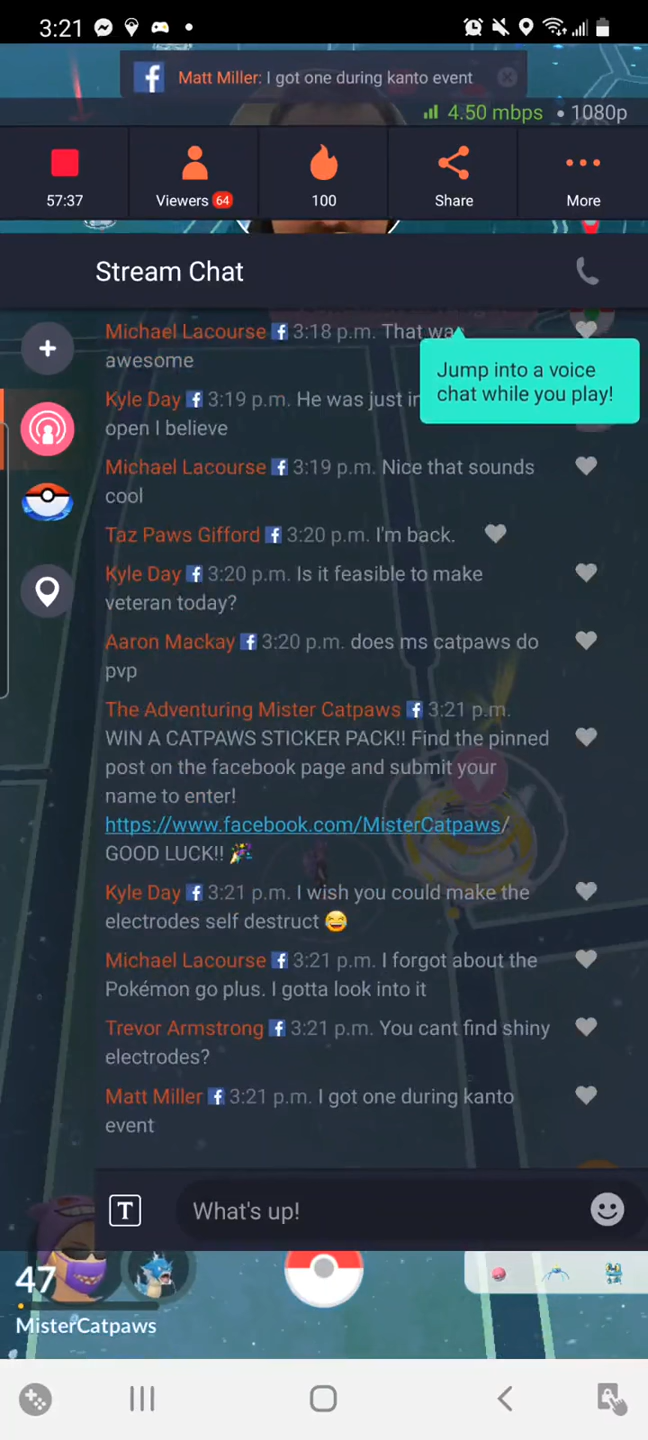 3:21
Matt Miller: I got one during kanto event
4.50 mbps • 1080p
57:37
Viewers 64
100
Share
More
Stream Chat
Michael Lacourse 3:18 p.m. That was
awesome
Jump into a voice
chat while you play!
Kyle Day 3:19 p.m. He was just in
open I believe
Michael Lacourse 3:19 p.m. Nice that sounds
cool
Taz Paws Gifford 3:20 p.m. I'm back.
Kyle Day 3:20 p.m. Is it feasible to make
veteran today?
Aaron Mackay 3:20 p.m. does ms catpaws do
pvp
The Adventuring Mister Catpaws 3:21 p.m.
WIN A CATPAWS STICKER PACK!! Find the pinned
post on the facebook page and submit your
name to enter!
https://www.facebook.com/MisterCatpaws/
GOOD LUCK!! 🎉
Kyle Day 3:21 p.m. I wish you could make the
electrodes self destruct 😂
Michael Lacourse 3:21 p.m. I forgot about the
Pokémon go plus. I gotta look into it
Trevor Armstrong 3:21 p.m. You cant find shiny
electrodes?
Matt Miller 3:21 p.m. I got one during kanto
event
T What's up!
47
MisterCatpaws